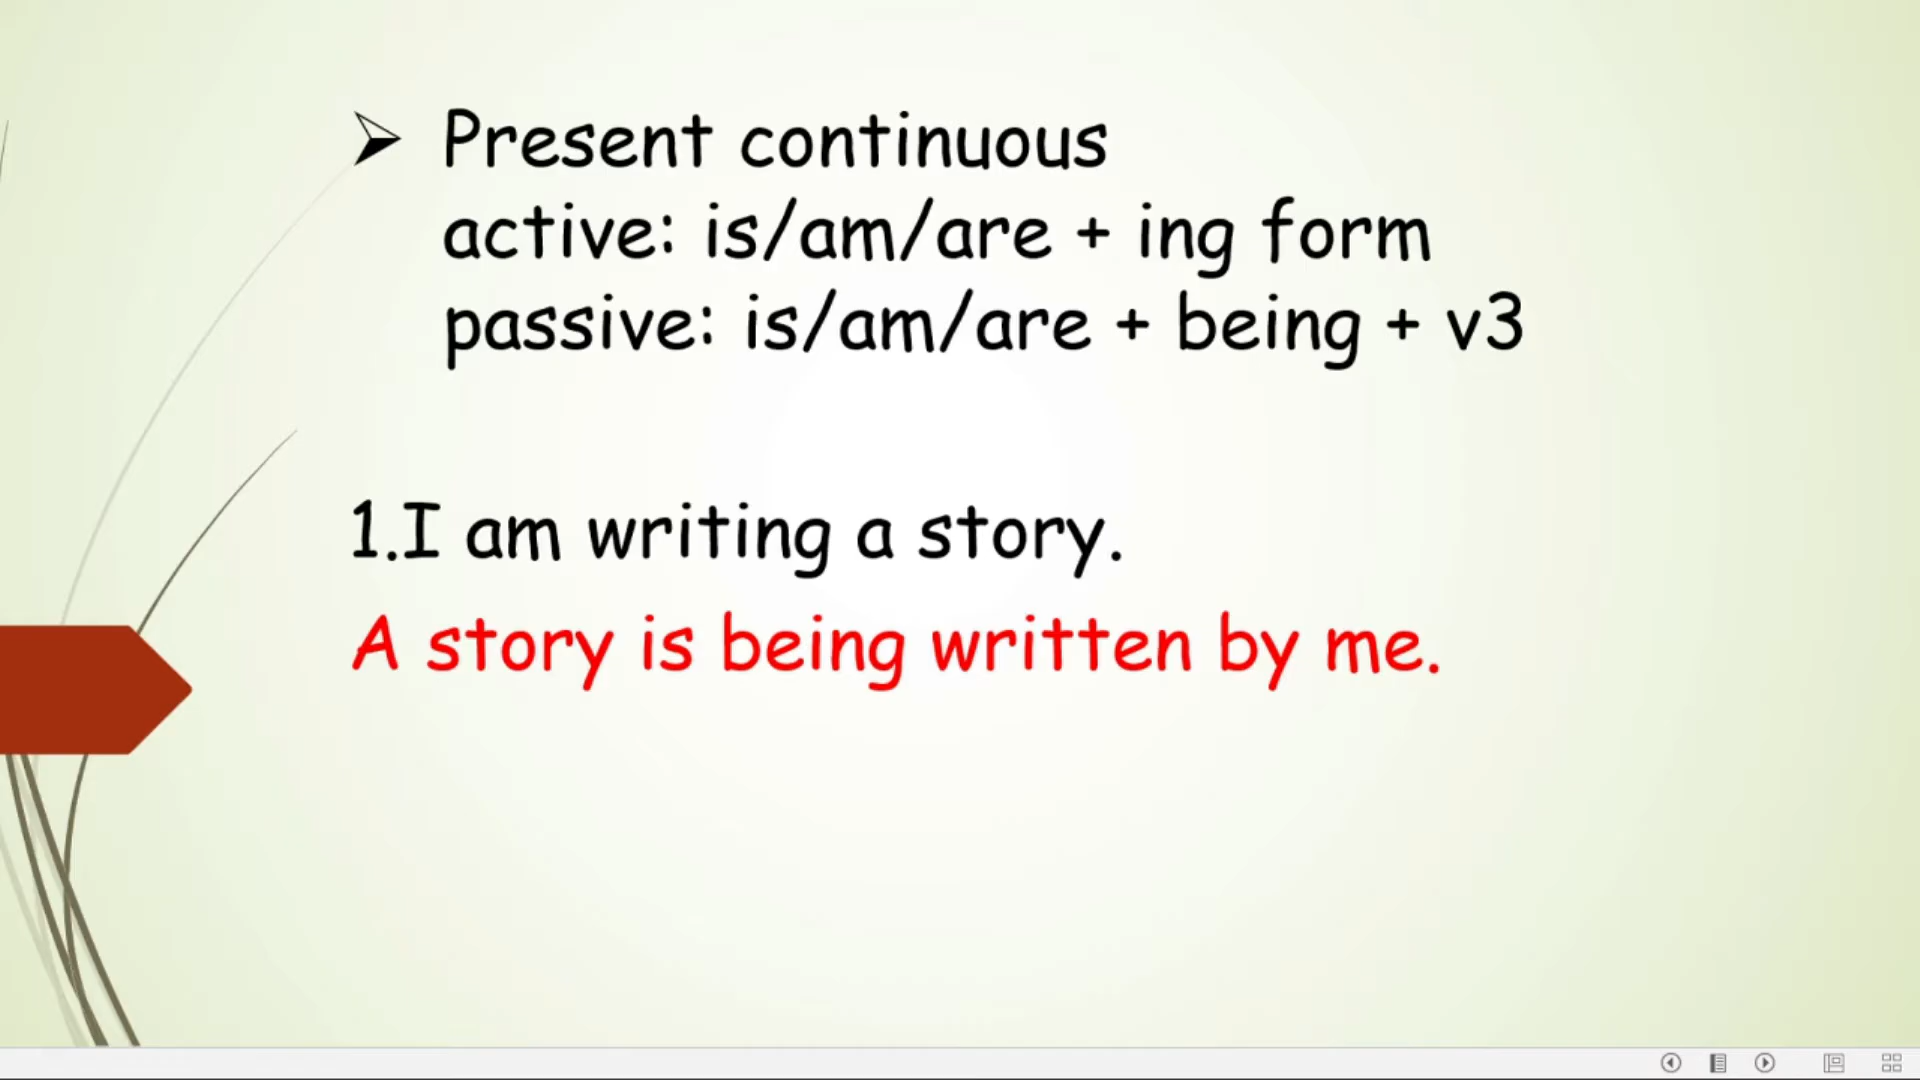 Present continuous
active: is/am/are + ing form
passive: is/am/are + being + v3
1.I am writing a story.
A story is being written by me.